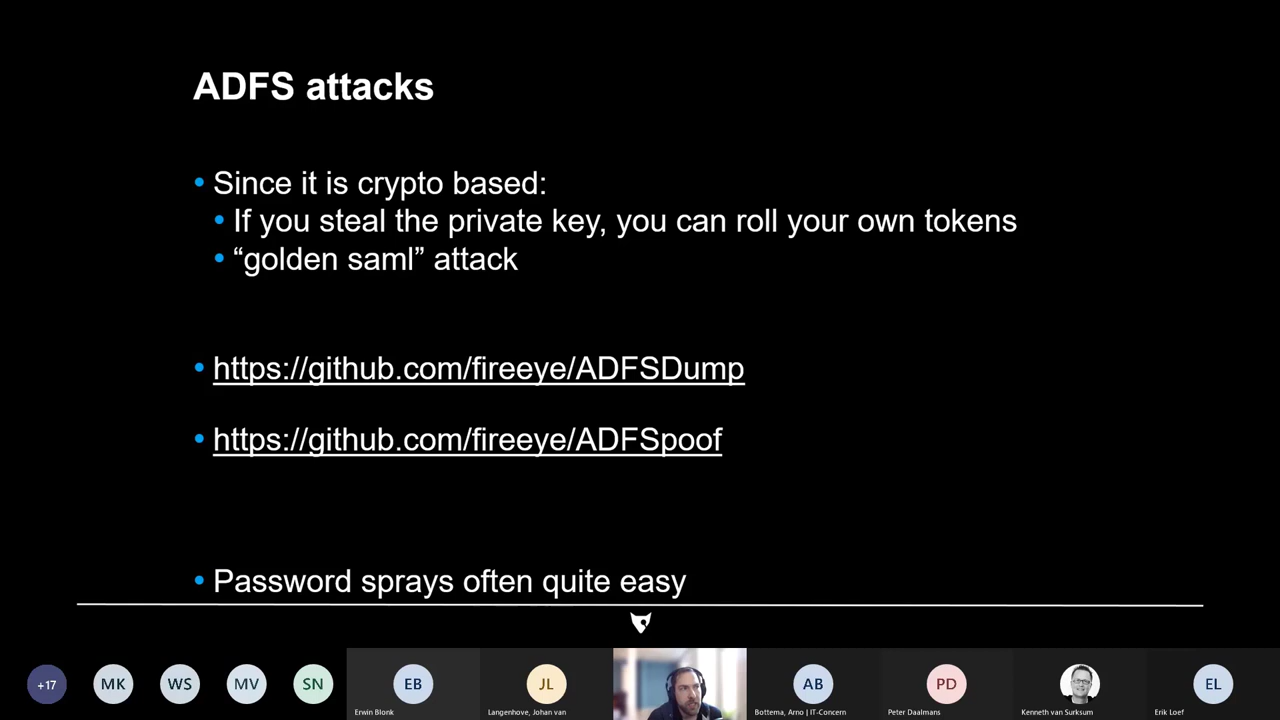 ADFS attacks
Since it is crypto based:
If you steal the private key, you can roll your own tokens
“golden saml” attack
https://github.com/fireeye/ADFSDump
https://github.com/fireeye/ADFSpoof
Password sprays often quite easy
+17 MK WS MV SN EB JL AB PD EL
Erwin Blonk Langenhove, Johan van Bottema, Arno | IT-Concern Peter Daalmans Kenneth van Surksum Erik Loef